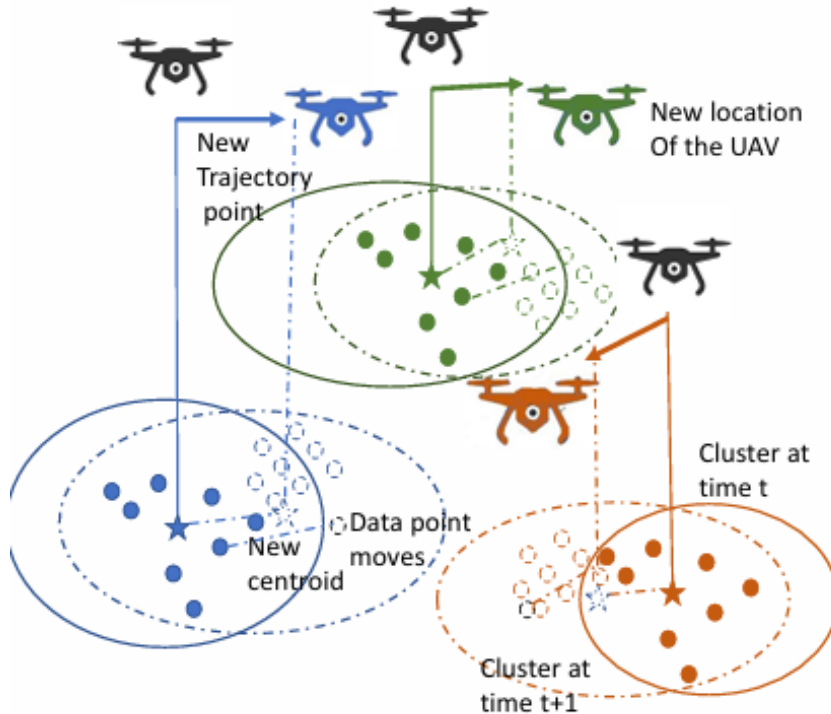 New location
Of the UAV
New
Trajectory
point
Cluster at
time t
Data point
moves
New
centroid
Cluster at
time t+1